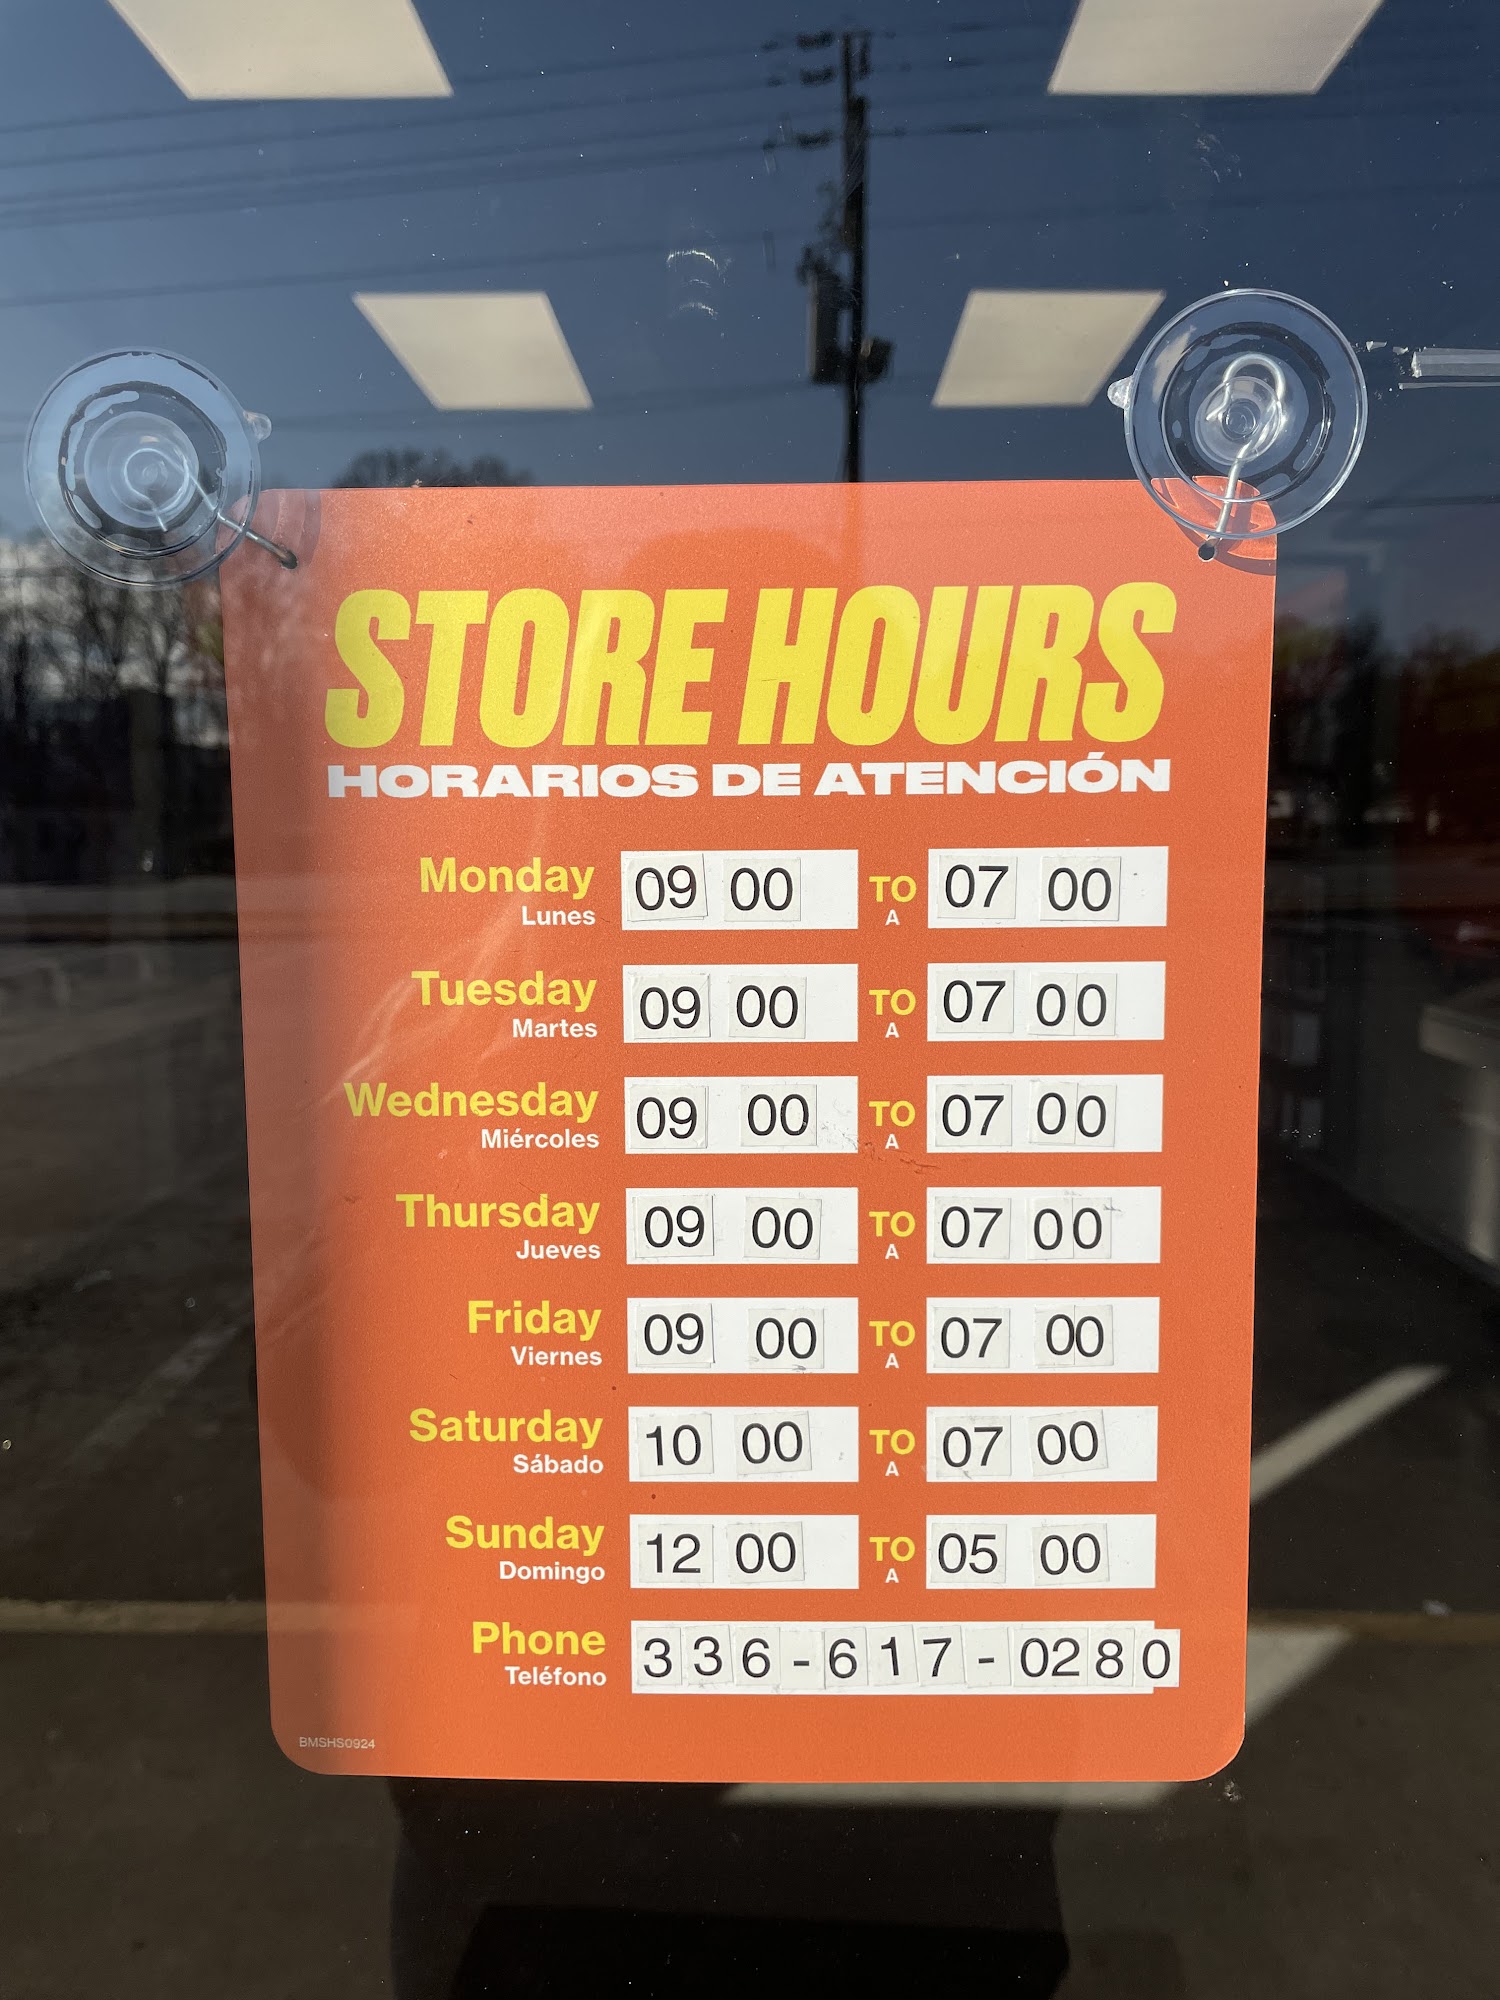 STORE HOURS
HORARIOS DE ATENCIÓN
Monday 09 00 TO 07 00
Lunes A
Tuesday 09 00 TO 07 00
Martes A
Wednesday 09 00 TO 07 00
Miércoles A
Thursday 09 00 TO 07 00
Jueves A
Friday 09 00 TO 07 00
Viernes A
Saturday 10 00 TO 07 00
Sábado A
Sunday 12 00 TO 05 00
Domingo A
Phone 336-617-0280
Teléfono
BMSHS0924